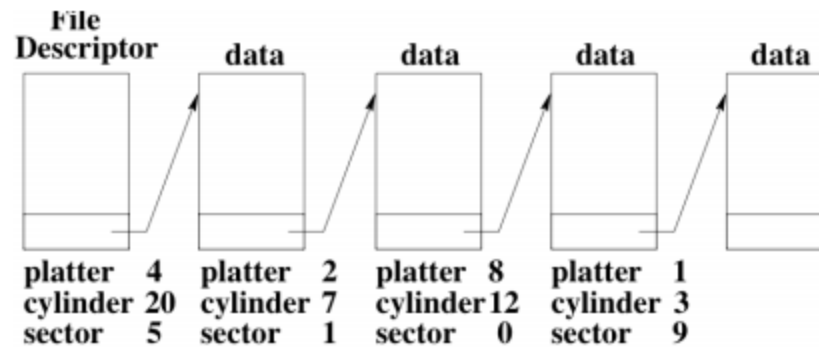 File
Descriptor
data
data
data
data
platter 4
cylinder 20
sector 5
platter 2
cylinder 7
sector 1
platter 8
cylinder 12
sector 0
platter 1
cylinder 3
sector 9